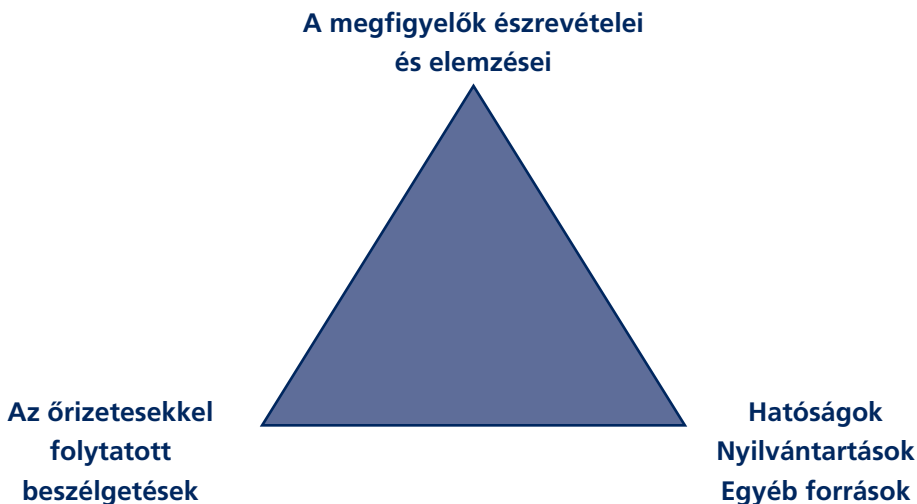 A megfigyelők észrevételei
és elemzései
Az őrizetesekkel
folytatott
beszélgetések
Hatóságok
Nyilvántartások
Egyéb források